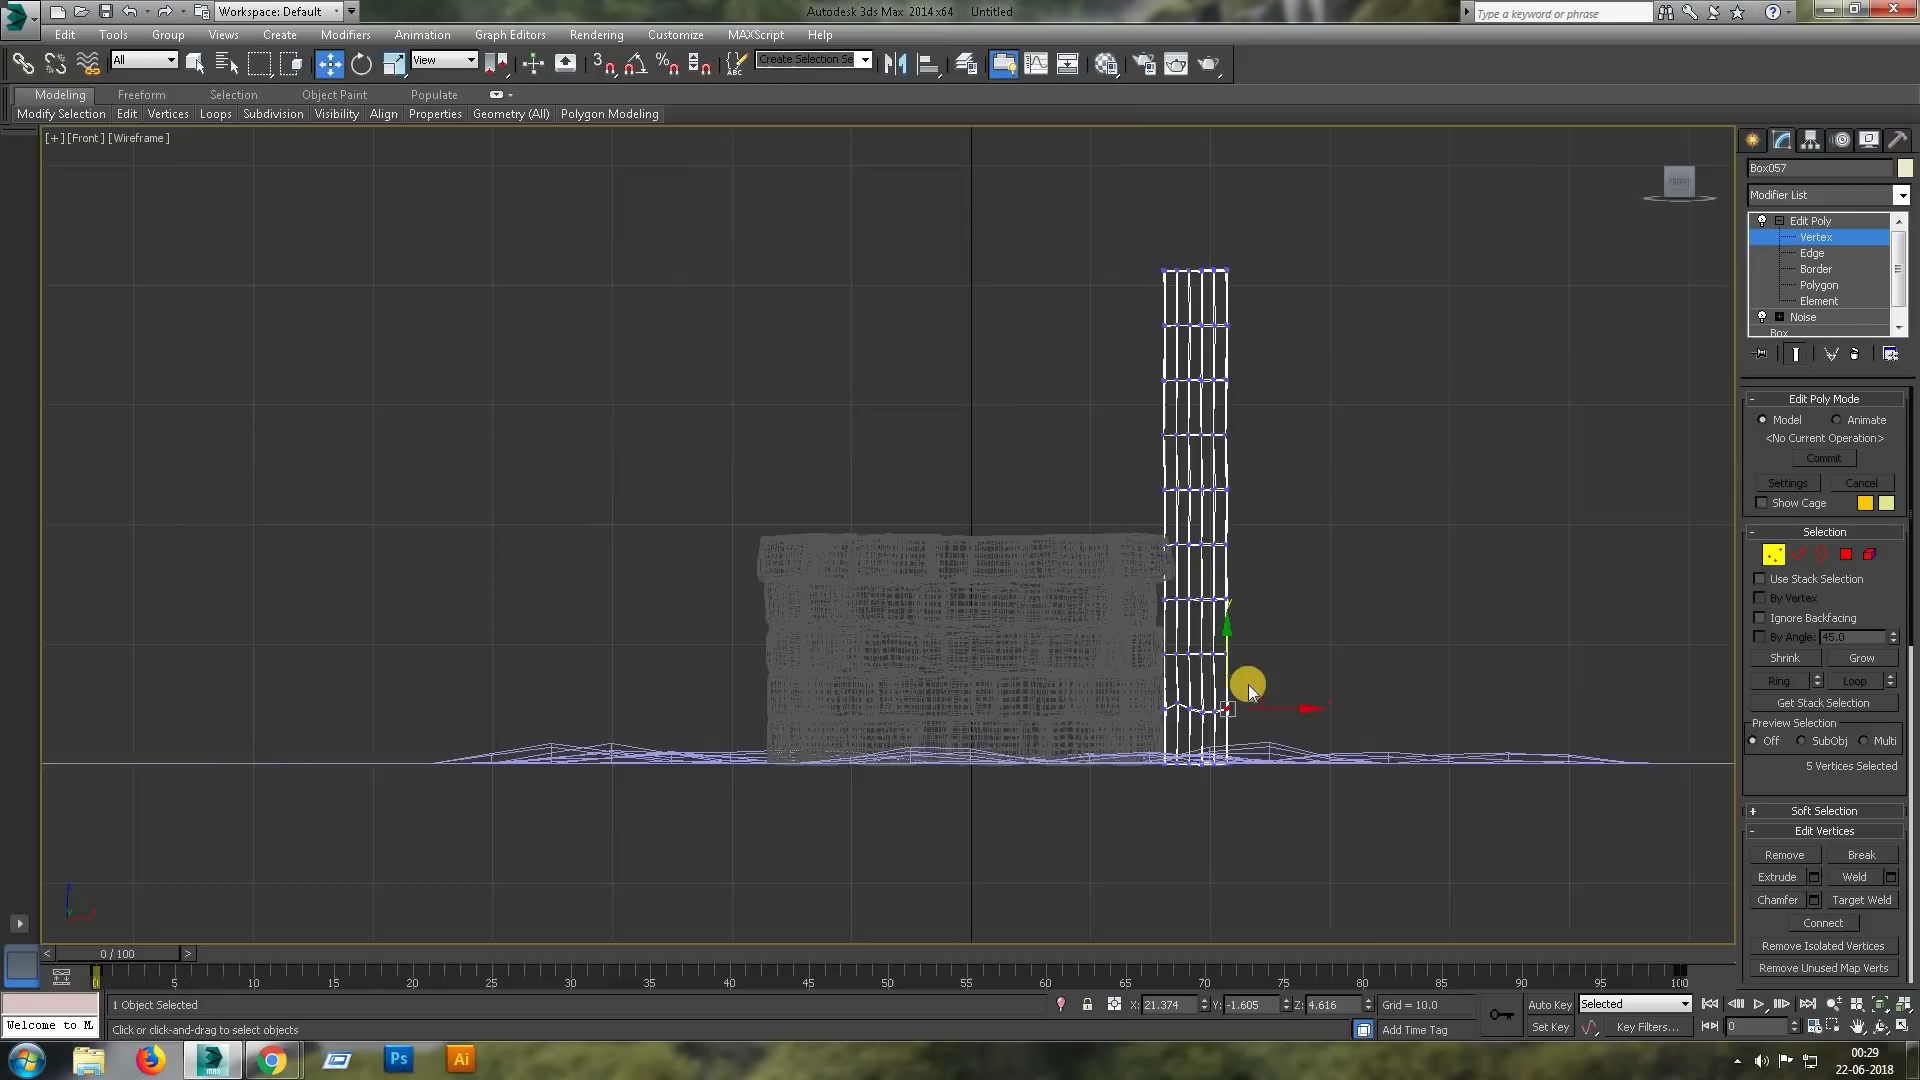 Workspace: Default
Autodesk 3ds Max 2014 x64 Untitled
Type a keyword or phrase
Edit Tools Group Views Create Modifiers Animation Graph Editors Rendering Customize MAXScript Help
All
View
3
Create Selection Se
Modeling Freeform Selection Object Paint Populate
Modify Selection Edit Vertices Loops Subdivision Visibility Align Properties Geometry (All) Polygon Modeling
[+] [Front] [Wireframe]
FRONT
Box057
Modifier List
Edit Poly
Vertex
Edge
Border
Polygon
Element
Noise
Box
Edit Poly Mode
Model Animate
<No Current Operation>
Commit
Settings Cancel
Show Cage
Selection
Use Stack Selection
By Vertex
Ignore Backfacing
By Angle: 45.0
Shrink Grow
Ring Loop
Get Stack Selection
Preview Selection
Off SubObj Multi
5 Vertices Selected
Soft Selection
Edit Vertices
Remove Break
Extrude Weld
Chamfer Target Weld
Connect
Remove Isolated Vertices
Remove Unused Map Verts
< 0 / 100 >
5 10 15 20 25 30 35 40 45 50 55 60 65 70 75 80 85 90 95 100
1 Object Selected
X: 21.374 Y: -1.605 Z: 4.616 Grid = 10.0
Auto Key Selected
Welcome to M
Click or click-and-drag to select objects
Add Time Tag
Set Key Key Filters... 0
Ps Ai
00:29
22-06-2018